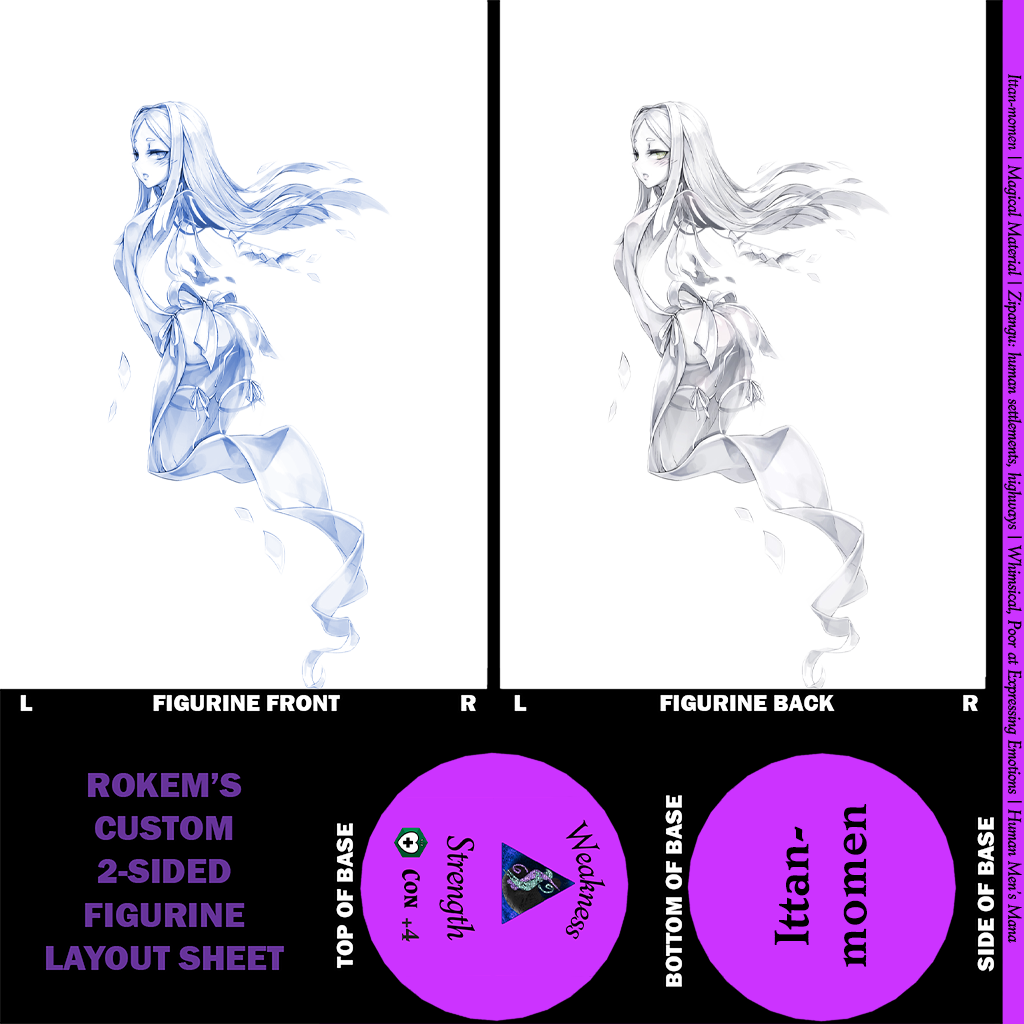 L FIGURINE FRONT R
L FIGURINE BACK R
ROKEM'S
CUSTOM
2-SIDED
FIGURINE
LAYOUT SHEET
TOP OF BASE
CON +4
Strength
Weakness
BOTTOM OF BASE
Ittan-
momen
SIDE OF BASE
Ittan-momen | Magical Material | Zipangu: human settlements, highways | Whimsical, Poor at Expressing Emotions | Human Men's Mana